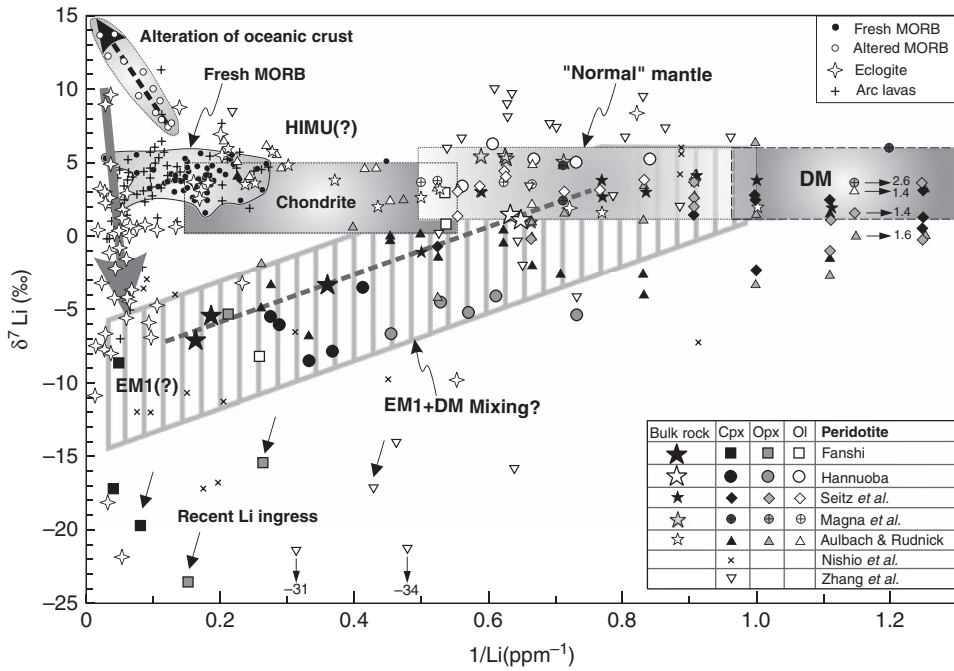 15
10
5
0
−5
−10
−15
−20
−25
δ⁷ Li (‰)
0
0.2
0.4
0.6
0.8
1.0
1.2
1/Li(ppm⁻¹)
Alteration of oceanic crust
Fresh MORB
HIMU(?)
"Normal" mantle
Chondrite
DM
2.6
1.4
1.4
1.6
EM1(?)
EM1+DM Mixing?
Recent Li ingress
−31
−34
Fresh MORB
Altered MORB
Eclogite
Arc lavas
Bulk rock Cpx Opx Ol Peridotite
Fanshi
Hannuoba
Seitz et al.
Magna et al.
Aulbach & Rudnick
Nishio et al.
Zhang et al.